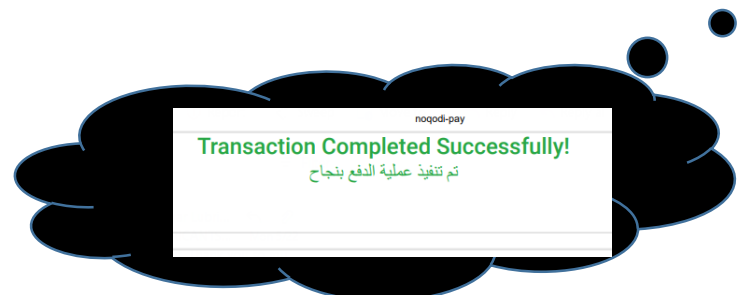 noqodi-pay
Transaction Completed Successfully!
تم تنفيذ عملية الدفع بنجاح